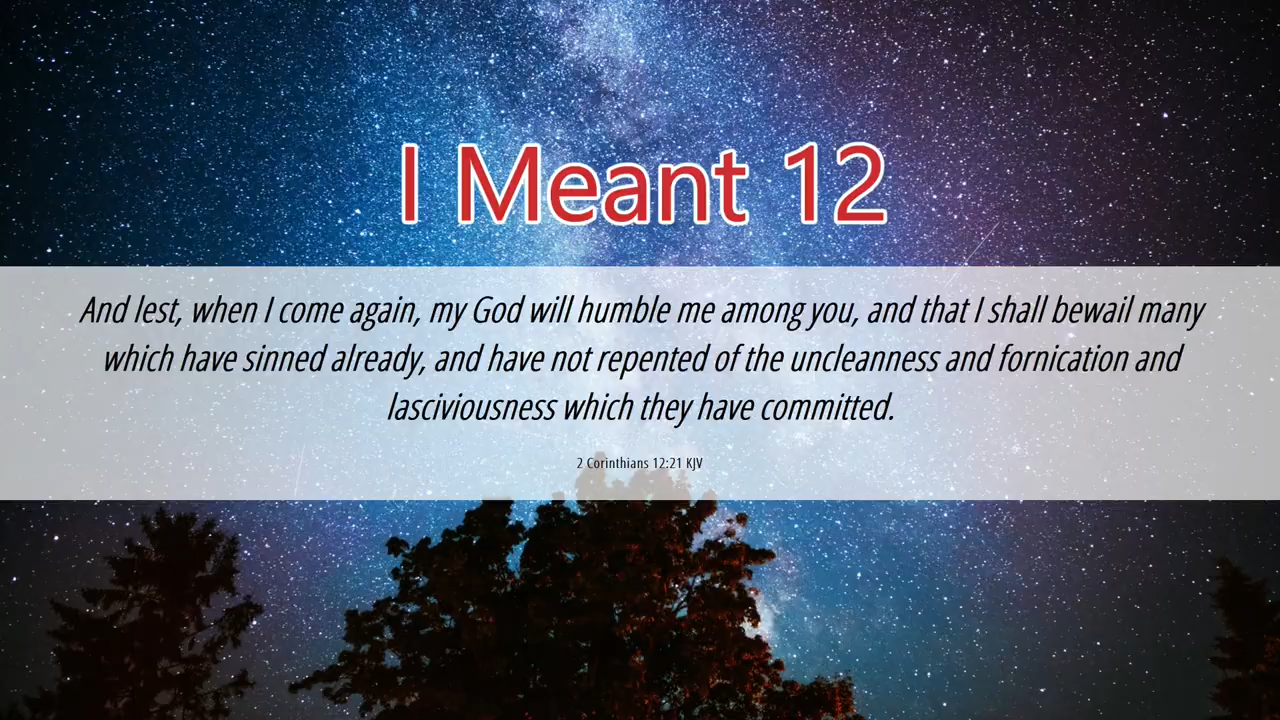 I Meant 12
And lest, when I come again, my God will humble me among you, and that I shall bewail many
which have sinned already, and have not repented of the uncleanness and fornication and
lasciviousness which they have committed.
2 Corinthians 12:21 KJV